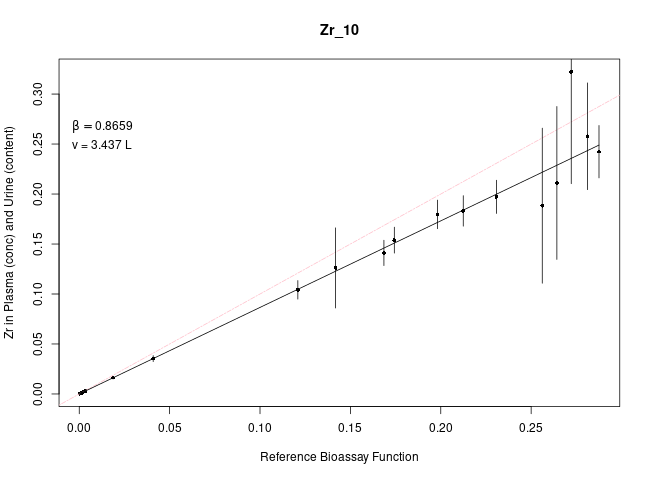 Zr_10
Zr in Plasma (conc) and Urine (content)
0.30
0.25
0.20
0.15
0.10
0.05
0.00
β = 0.8659
v = 3.437 L
0.00 0.05 0.10 0.15 0.20 0.25
Reference Bioassay Function